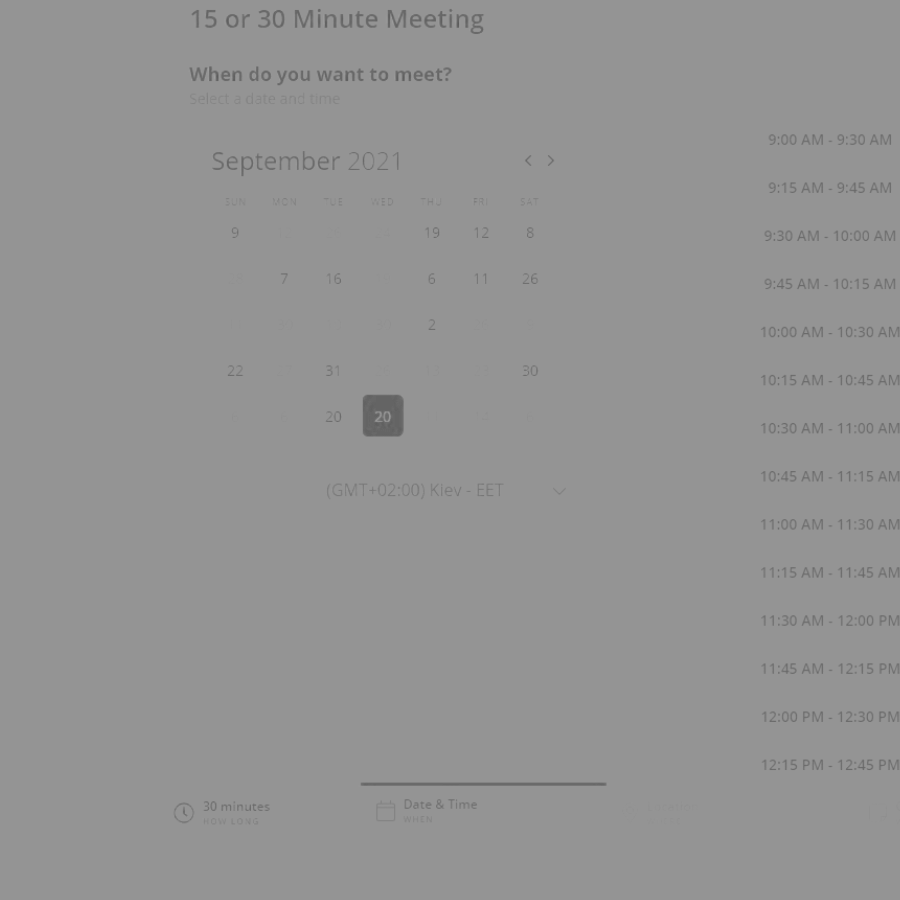 15 or 30 Minute Meeting
When do you want to meet?
Select a date and time
September 2021
SUN MON TUE WED THU FRI SAT
9 19 12 8
7 16 6 11 26
2
22 31 30
20 20
(GMT+02:00) Kiev - EET
9:00 AM - 9:30 AM
9:15 AM - 9:45 AM
9:30 AM - 10:00 AM
9:45 AM - 10:15 AM
10:00 AM - 10:30 AM
10:15 AM - 10:45 AM
10:30 AM - 11:00 AM
10:45 AM - 11:15 AM
11:00 AM - 11:30 AM
11:15 AM - 11:45 AM
11:30 AM - 12:00 PM
11:45 AM - 12:15 PM
12:00 PM - 12:30 PM
12:15 PM - 12:45 PM
30 minutes
HOW LONG
Date & Time
WHEN